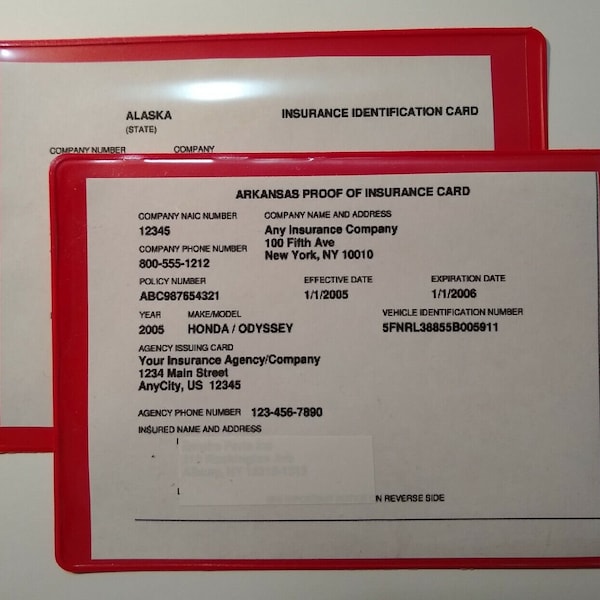 ALASKA
INSURANCE IDENTIFICATION CARD
(STATE)
COMPANY NUMBER COMPANY
ARKANSAS PROOF OF INSURANCE CARD
COMPANY NAIC NUMBER COMPANY NAME AND ADDRESS
12345 Any Insurance Company
100 Fifth Ave
COMPANY PHONE NUMBER New York, NY 10010
800-555-1212
POLICY NUMBER EFFECTIVE DATE EXPIRATION DATE
ABC987654321 1/1/2005 1/1/2006
YEAR MAKE/MODEL VEHICLE IDENTIFICATION NUMBER
2005 HONDA / ODYSSEY 5FNRL38855B005911
AGENCY ISSUING CARD
Your Insurance Agency/Company
1234 Main Street
AnyCity, US 12345
AGENCY PHONE NUMBER 123-456-7890
INSURED NAME AND ADDRESS
N REVERSE SIDE